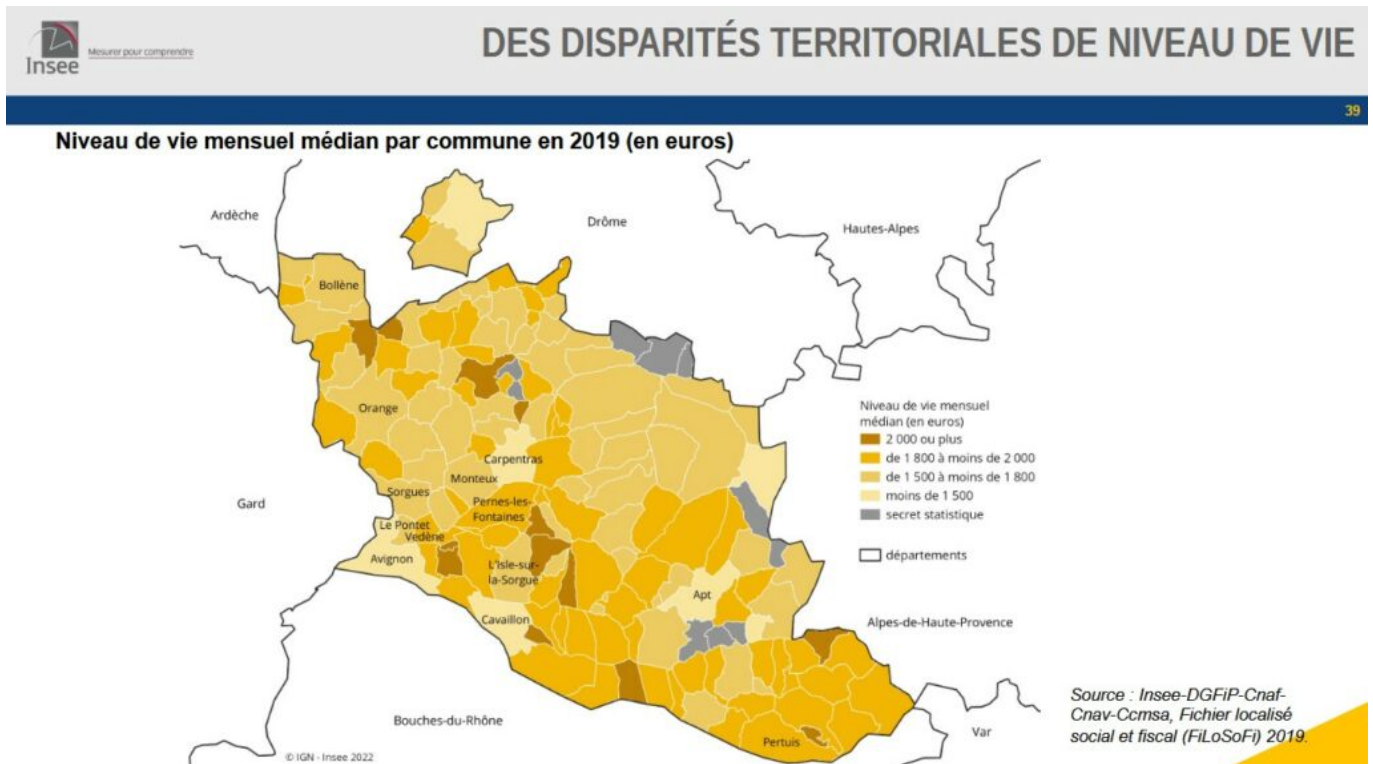 Insee
Mesurer pour comprendre
DES DISPARITÉS TERRITORIALES DE NIVEAU DE VIE
39
Niveau de vie mensuel médian par commune en 2019 (en euros)
Ardèche
Drôme
Hautes-Alpes
Bollène
Orange
Carpentras
Monteux
Sorgues
Pernes-les-
Fontaines
Gard
Le Pontet
Vedène
Avignon
L'Isle-sur-
la-Sorgue
Apt
Cavaillon
Niveau de vie mensuel
médian (en euros)
2 000 ou plus
de 1 800 à moins de 2 000
de 1 500 à moins de 1 800
moins de 1 500
secret statistique
départements
Alpes-de-Haute-Provence
Bouches-du-Rhône
Pertuis
Var
© IGN - Insee 2022
Source : Insee-DGFiP-Cnaf-
Cnav-Ccmsa, Fichier localisé
social et fiscal (FiLoSoFi) 2019.